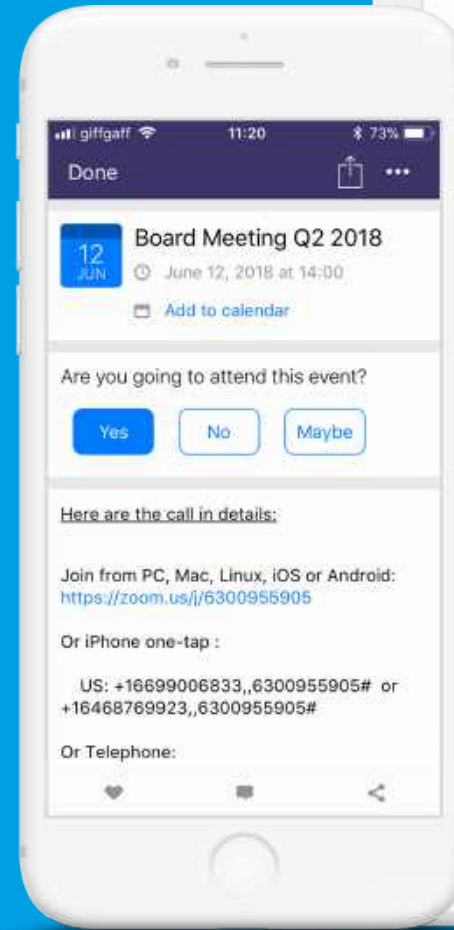 giffgaff 11:20 73%
Done
12
JUN
Board Meeting Q2 2018
June 12, 2018 at 14:00
Add to calendar
Are you going to attend this event?
Yes No Maybe
Here are the call in details:
Join from PC, Mac, Linux, iOS or Android:
https://zoom.us/j/6300955905
Or iPhone one-tap :
US: +16699006833,,6300955905# or
+16468769923,,6300955905#
Or Telephone: